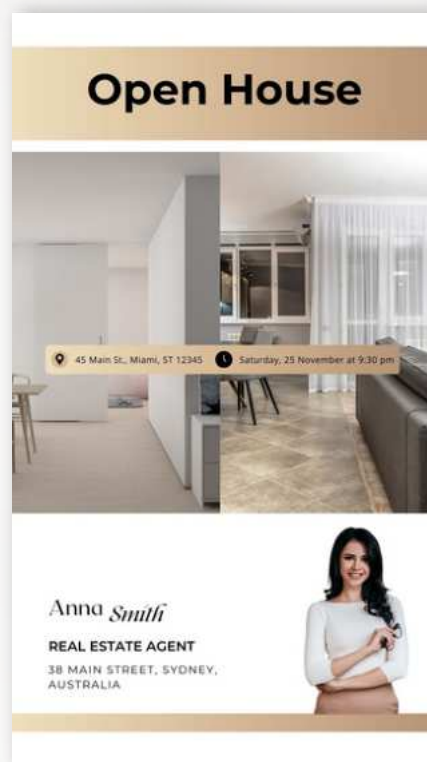 Open House
45 Main St., Miami, ST 12345
Saturday, 25 November at 9:30 pm
Anna Smith
REAL ESTATE AGENT
38 MAIN STREET, SYDNEY,
AUSTRALIA